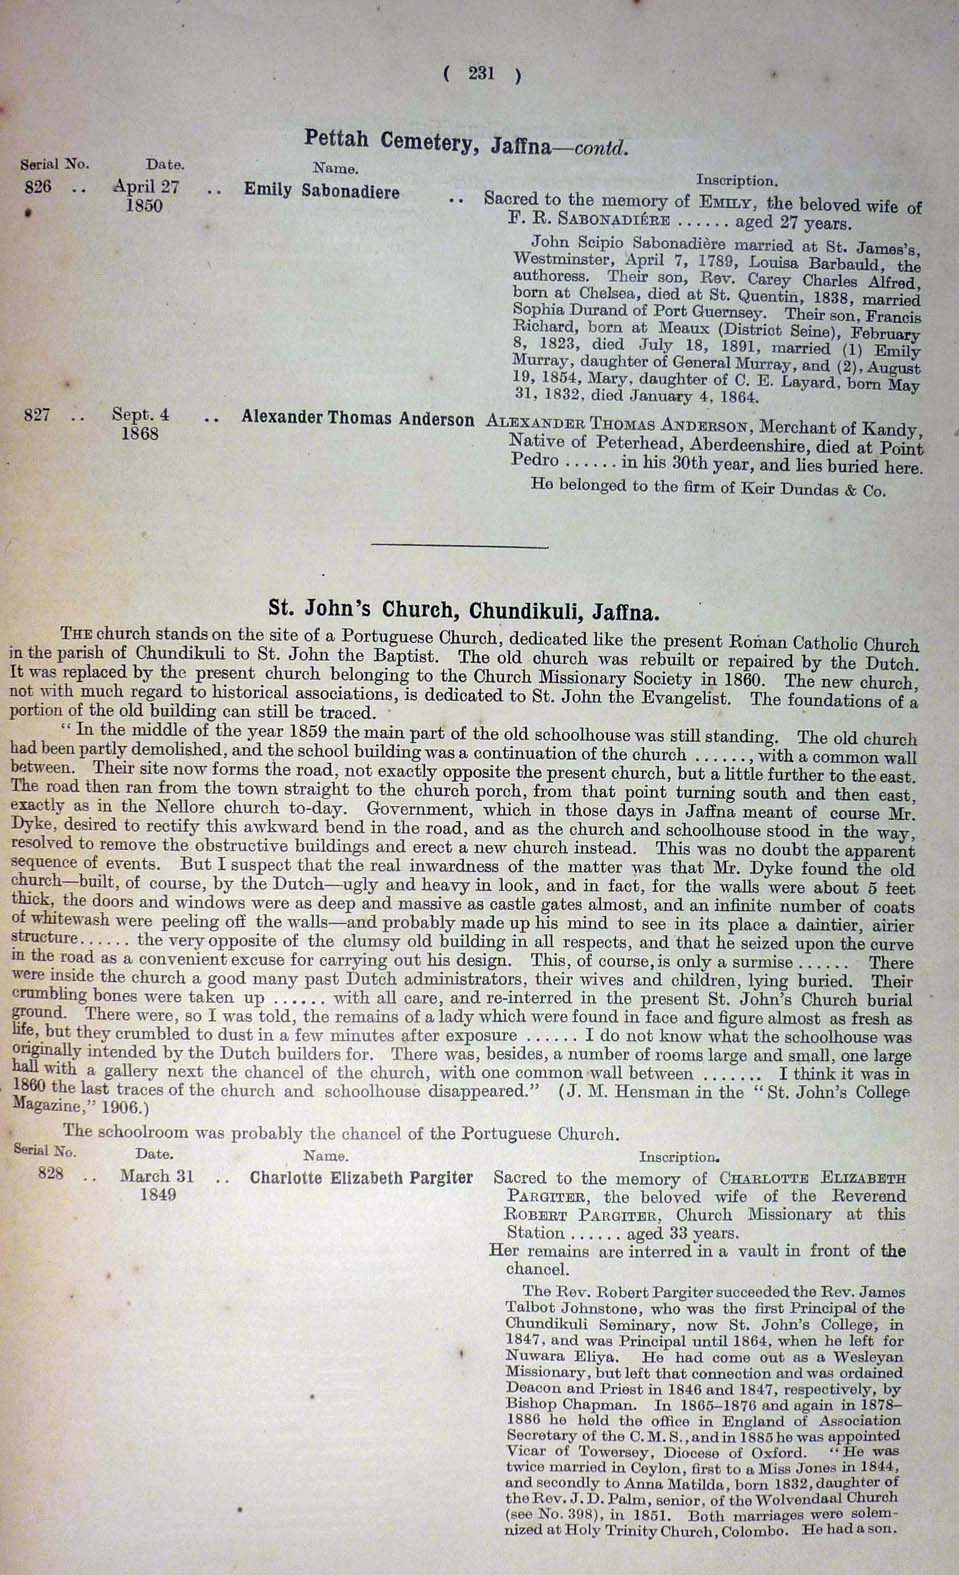 ( 231 )
Pettah Cemetery, Jaffna—contd.
Serial No. Date. Name. Inscription.
826 .. April 27 .. Emily Sabonadiere .. Sacred to the memory of EMILY, the beloved wife of
1850 F. R. SABONADIÉRE ...... aged 27 years.
John Scipio Sabonadière married at St. James's,
Westminster, April 7, 1789, Louisa Barbauld, the
authoress. Their son, Rev. Carey Charles Alfred,
born at Chelsea, died at St. Quentin, 1838, married
Sophia Durand of Port Guernsey. Their son, Francis
Richard, born at Meaux (District Seine), February
8, 1823, died July 18, 1891, married (1) Emily
Murray, daughter of General Murray, and (2), August
19, 1854, Mary, daughter of C. E. Layard, born May
31, 1832, died January 4, 1864.
827 .. Sept. 4 .. Alexander Thomas Anderson ALEXANDER THOMAS ANDERSON, Merchant of Kandy,
1868 Native of Peterhead, Aberdeenshire, died at Point
Pedro ...... in his 30th year, and lies buried here.
He belonged to the firm of Keir Dundas & Co.
St. John's Church, Chundikuli, Jaffna.
THE church stands on the site of a Portuguese Church, dedicated like the present Roman Catholic Church
in the parish of Chundikuli to St. John the Baptist. The old church was rebuilt or repaired by the Dutch.
It was replaced by the present church belonging to the Church Missionary Society in 1860. The new church,
not with much regard to historical associations, is dedicated to St. John the Evangelist. The foundations of a
portion of the old building can still be traced.
" In the middle of the year 1859 the main part of the old schoolhouse was still standing. The old church
had been partly demolished, and the school building was a continuation of the church ......, with a common wall
between. Their site now forms the road, not exactly opposite the present church, but a little further to the east.
The road then ran from the town straight to the church porch, from that point turning south and then east,
exactly as in the Nellore church to-day. Government, which in those days in Jaffna meant of course Mr.
Dyke, desired to rectify this awkward bend in the road, and as the church and schoolhouse stood in the way,
resolved to remove the obstructive buildings and erect a new church instead. This was no doubt the apparent
sequence of events. But I suspect that the real inwardness of the matter was that Mr. Dyke found the old
church—built, of course, by the Dutch—ugly and heavy in look, and in fact, for the walls were about 5 feet
thick, the doors and windows were as deep and massive as castle gates almost, and an infinite number of coats
of whitewash were peeling off the walls—and probably made up his mind to see in its place a daintier, airier
structure...... the very opposite of the clumsy old building in all respects, and that he seized upon the curve
in the road as a convenient excuse for carrying out his design. This, of course, is only a surmise ...... There
were inside the church a good many past Dutch administrators, their wives and children, lying buried. Their
crumbling bones were taken up ...... with all care, and re-interred in the present St. John's Church burial
ground. There were, so I was told, the remains of a lady which were found in face and figure almost as fresh as
life, but they crumbled to dust in a few minutes after exposure ...... I do not know what the schoolhouse was
originally intended by the Dutch builders for. There was, besides, a number of rooms large and small, one large
hall with a gallery next the chancel of the church, with one common wall between ....... I think it was in
1860 the last traces of the church and schoolhouse disappeared." (J. M. Hensman in the " St. John's College
Magazine," 1906.)
The schoolroom was probably the chancel of the Portuguese Church.
Serial No. Date. Name. Inscription.
828 .. March 31 .. Charlotte Elizabeth Pargiter Sacred to the memory of CHARLOTTE ELIZABETH
1849 PARGITER, the beloved wife of the Reverend
ROBERT PARGITER, Church Missionary at this
Station ...... aged 33 years.
Her remains are interred in a vault in front of the
chancel.
The Rev. Robert Pargiter succeeded the Rev. James
Talbot Johnstone, who was the first Principal of the
Chundikuli Seminary, now St. John's College, in
1847, and was Principal until 1864, when he left for
Nuwara Eliya. He had come out as a Wesleyan
Missionary, but left that connection and was ordained
Deacon and Priest in 1846 and 1847, respectively, by
Bishop Chapman. In 1865-1876 and again in 1878-
1886 he held the office in England of Association
Secretary of the C. M. S., and in 1885 he was appointed
Vicar of Towersey, Diocese of Oxford. " He was
twice married in Ceylon, first to a Miss Jones in 1844,
and secondly to Anna Matilda, born 1832, daughter of
the Rev. J. D. Palm, senior, of the Wolvendaal Church
(see No. 398), in 1851. Both marriages were solem-
nized at Holy Trinity Church, Colombo. He had a son,